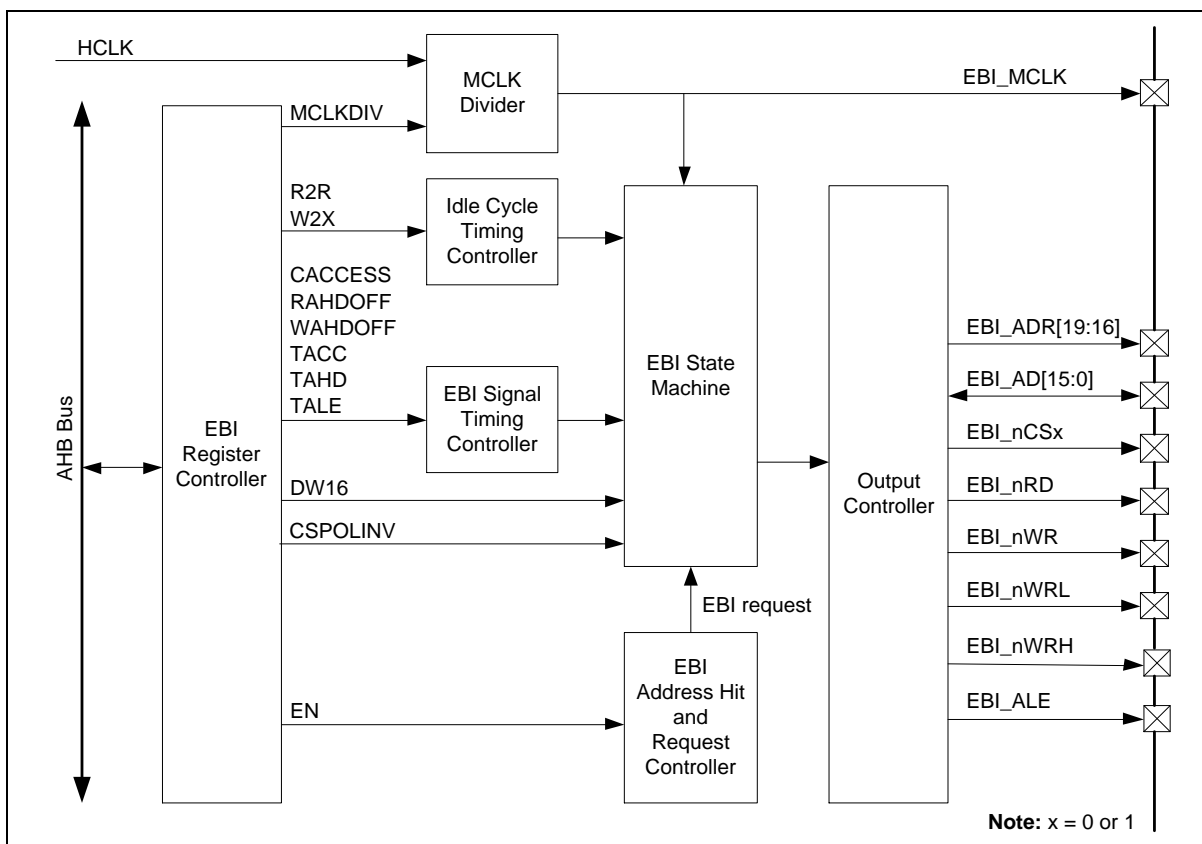 HCLK
MCLK
Divider
EBI_MCLK
MCLKDIV
R2R
W2X
Idle Cycle
Timing
Controller
CACCESS
RAHDOFF
WAHDOFF
TACC
TAHD
TALE
EBI Signal
Timing
Controller
AHB Bus
EBI
Register
Controller
DW16
CSPOLINV
EN
EBI State
Machine
EBI request
EBI
Address Hit
and
Request
Controller
Output
Controller
EBI_ADR[19:16]
EBI_AD[15:0]
EBI_nCSx
EBI_nRD
EBI_nWR
EBI_nWRL
EBI_nWRH
EBI_ALE
Note: x = 0 or 1